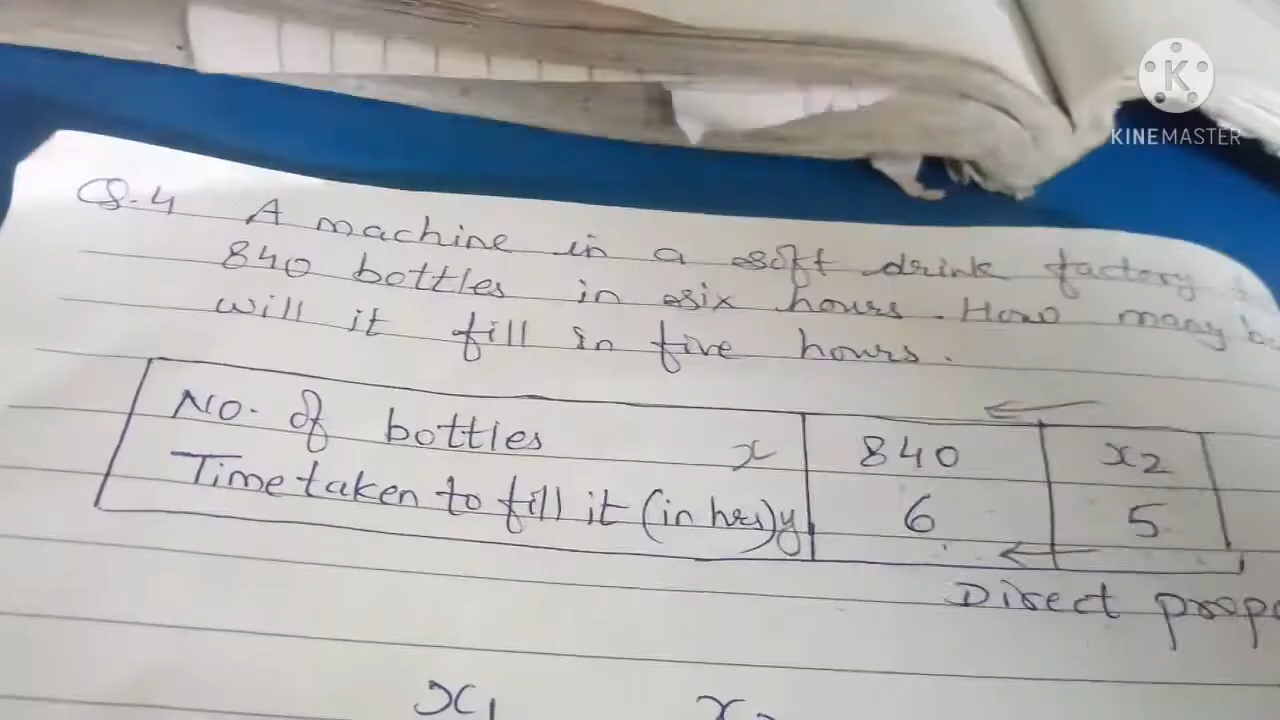 KINEMASTER
Q.4 A machine in a soft drink factory
840 bottles in six hours. How many
will it fill in five hours.
No. of bottles x 840 x2
Time taken to fill it (in hrs) y 6 5
Direct
x1 x2